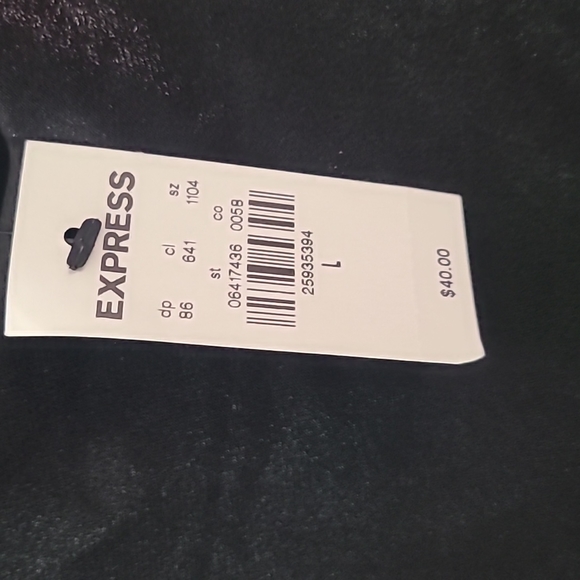 EXPRESS
dp cl sz
86 641 1104
st co
06417436 0058
25935394
L
$40.00